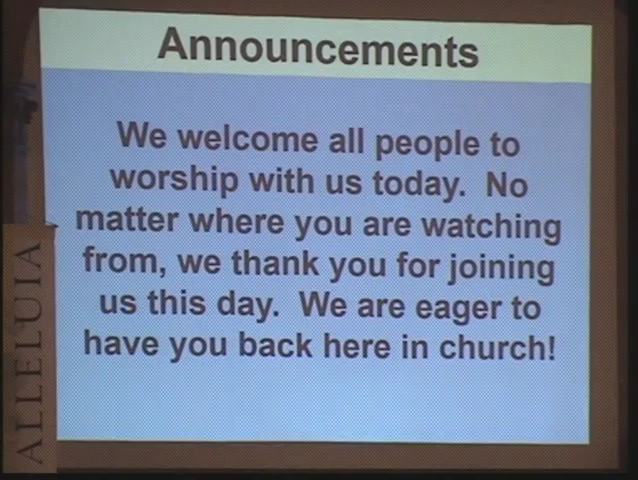 Announcements
We welcome all people to
worship with us today.  No
matter where you are watching
from, we thank you for joining
us this day.  We are eager to
have you back here in church!
ALLELUIA